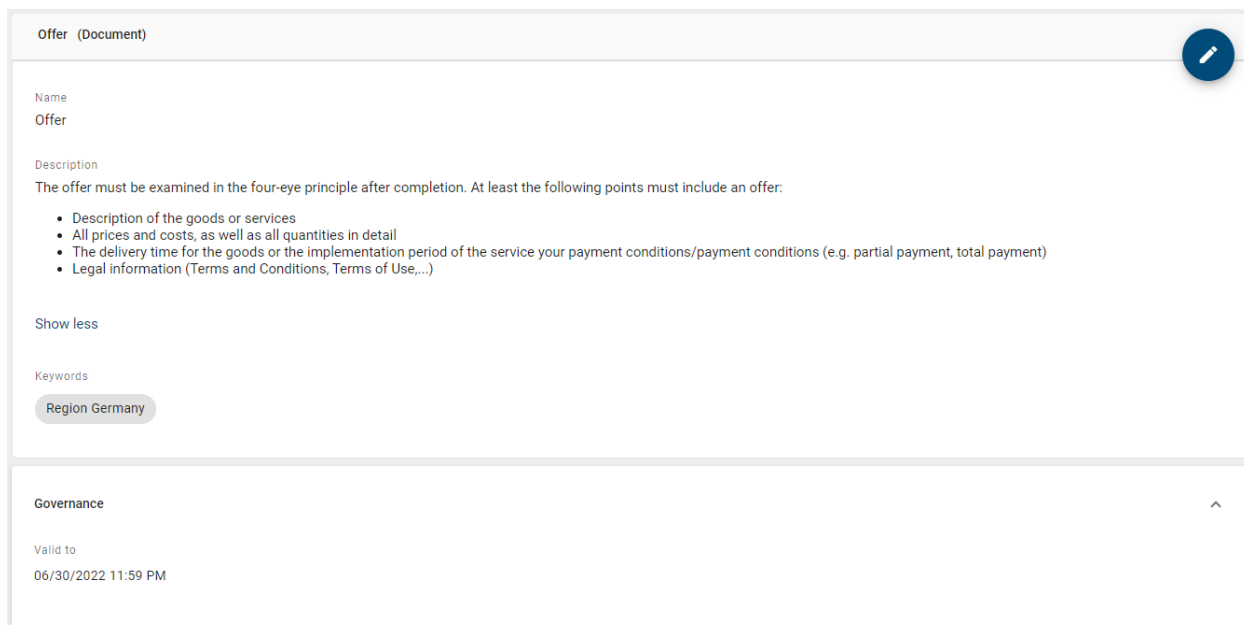 Offer (Document)
Name
Offer
Description
The offer must be examined in the four-eye principle after completion. At least the following points must include an offer:
Description of the goods or services
All prices and costs, as well as all quantities in detail
The delivery time for the goods or the implementation period of the service your payment conditions/payment conditions (e.g. partial payment, total payment)
Legal information (Terms and Conditions, Terms of Use,...)
Show less
Keywords
Region Germany
Governance
Valid to
06/30/2022 11:59 PM